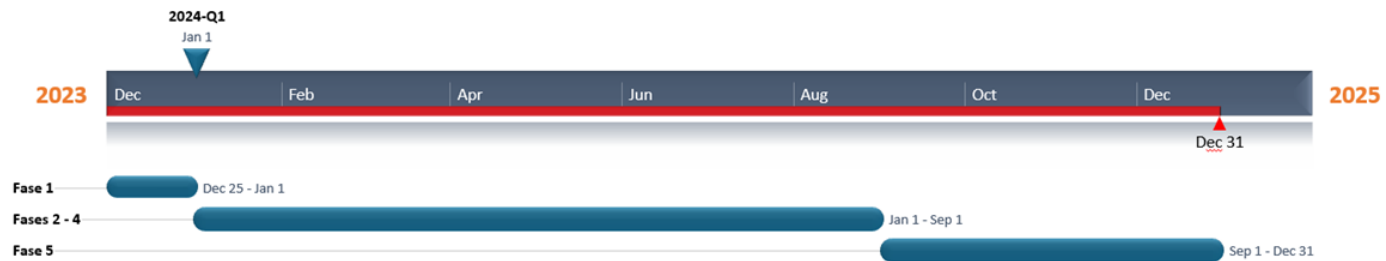 2024-Q1
Jan 1
2023 Dec Feb Apr Jun Aug Oct Dec 2025
Dec 31
Fase 1 Dec 25 - Jan 1
Fases 2 - 4 Jan 1 - Sep 1
Fase 5 Sep 1 - Dec 31